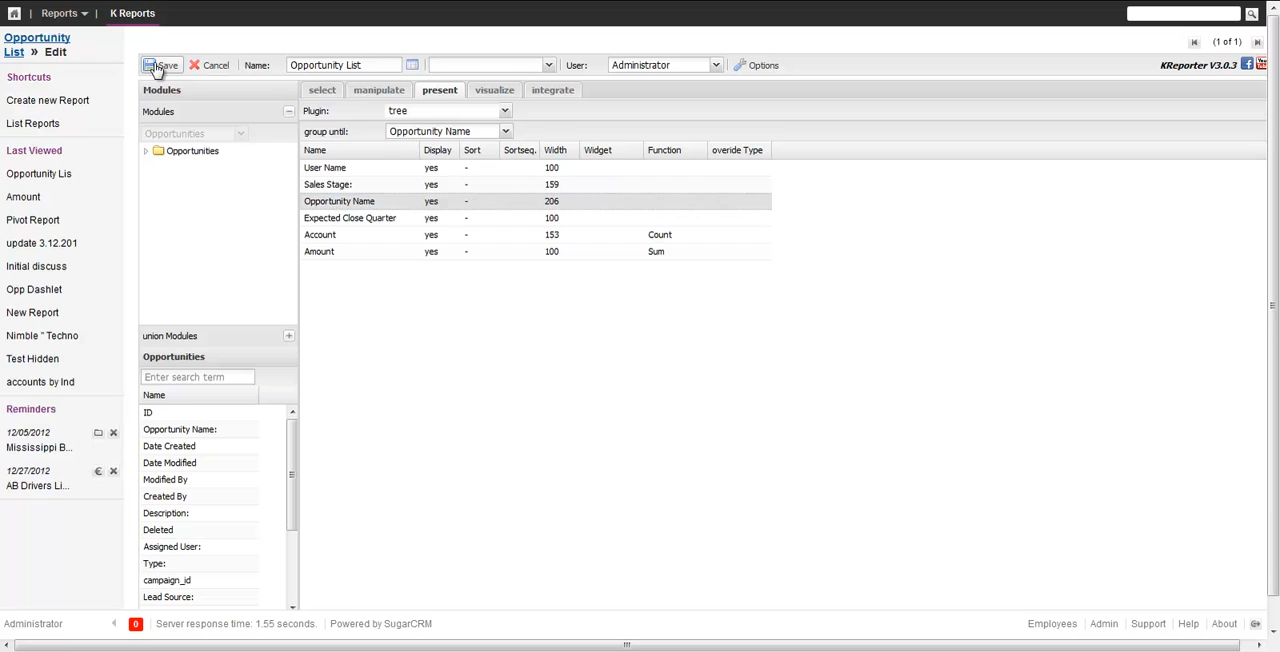 Reports K Reports
Opportunity List » Edit
(1 of 1)
Save Cancel Name: Opportunity List User: Administrator Options KReporter V3.0.3
Shortcuts
Create new Report
List Reports
Last Viewed
Opportunity Lis
Amount
Pivot Report
update 3.12.201
Initial discuss
Opp Dashlet
New Report
Nimble " Techno
Test Hidden
accounts by Ind
Reminders
12/05/2012
Mississippi B...
12/27/2012
AB Drivers Li...
Modules
Modules
Opportunities
Opportunities
union Modules
Opportunities
Enter search term
Name
ID
Opportunity Name:
Date Created
Date Modified
Modified By
Created By
Description:
Deleted
Assigned User:
Type:
campaign_id
Lead Source:
select manipulate present visualize integrate
Plugin: tree
group until: Opportunity Name
Name Display Sort Sortseq. Width Widget Function overide Type
User Name yes - 100
Sales Stage: yes - 159
Opportunity Name yes - 206
Expected Close Quarter yes - 100
Account yes - 153 Count
Amount yes - 100 Sum
Administrator 0 Server response time: 1.55 seconds. Powered by SugarCRM Employees Admin Support Help About